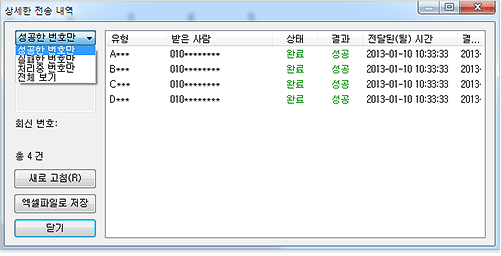 상세한 전송 내역
성공한 번호만
성공한 번호만
실패한 번호만
처리중 번호만
전체 보기
회신 번호:
총 4 건
새로 고침(R)
엑셀파일로 저장
닫기
유형 받은 사람 상태 결과 전달된(될) 시간 결...
A*** 010******** 완료 성공 2013-01-10 10:33:33 2013-
B*** 010******** 완료 성공 2013-01-10 10:33:33 2013-
C*** 010******** 완료 성공 2013-01-10 10:33:33 2013-
D*** 010******** 완료 성공 2013-01-10 10:33:33 2013-